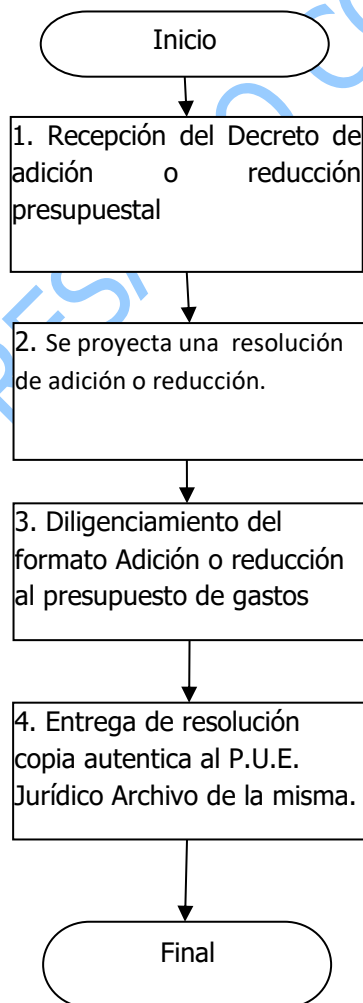 Inicio
1. Recepción del Decreto de
adición o reducción
presupuestal
2. Se proyecta una resolución
de adición o reducción.
3. Diligenciamiento del
formato Adición o reducción
al presupuesto de gastos
4. Entrega de resolución
copia autentica al P.U.E.
Jurídico Archivo de la misma.
Final